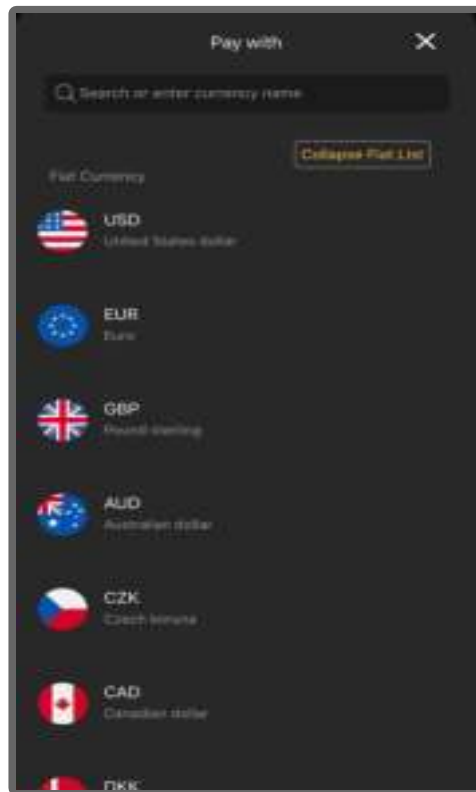 Pay with
Search or enter currency name
Collapse Fiat List
Fiat Currency
USD
United States dollar
EUR
Euro
GBP
Pound sterling
AUD
Australian dollar
CZK
Czech koruna
CAD
Canadian dollar
DKK